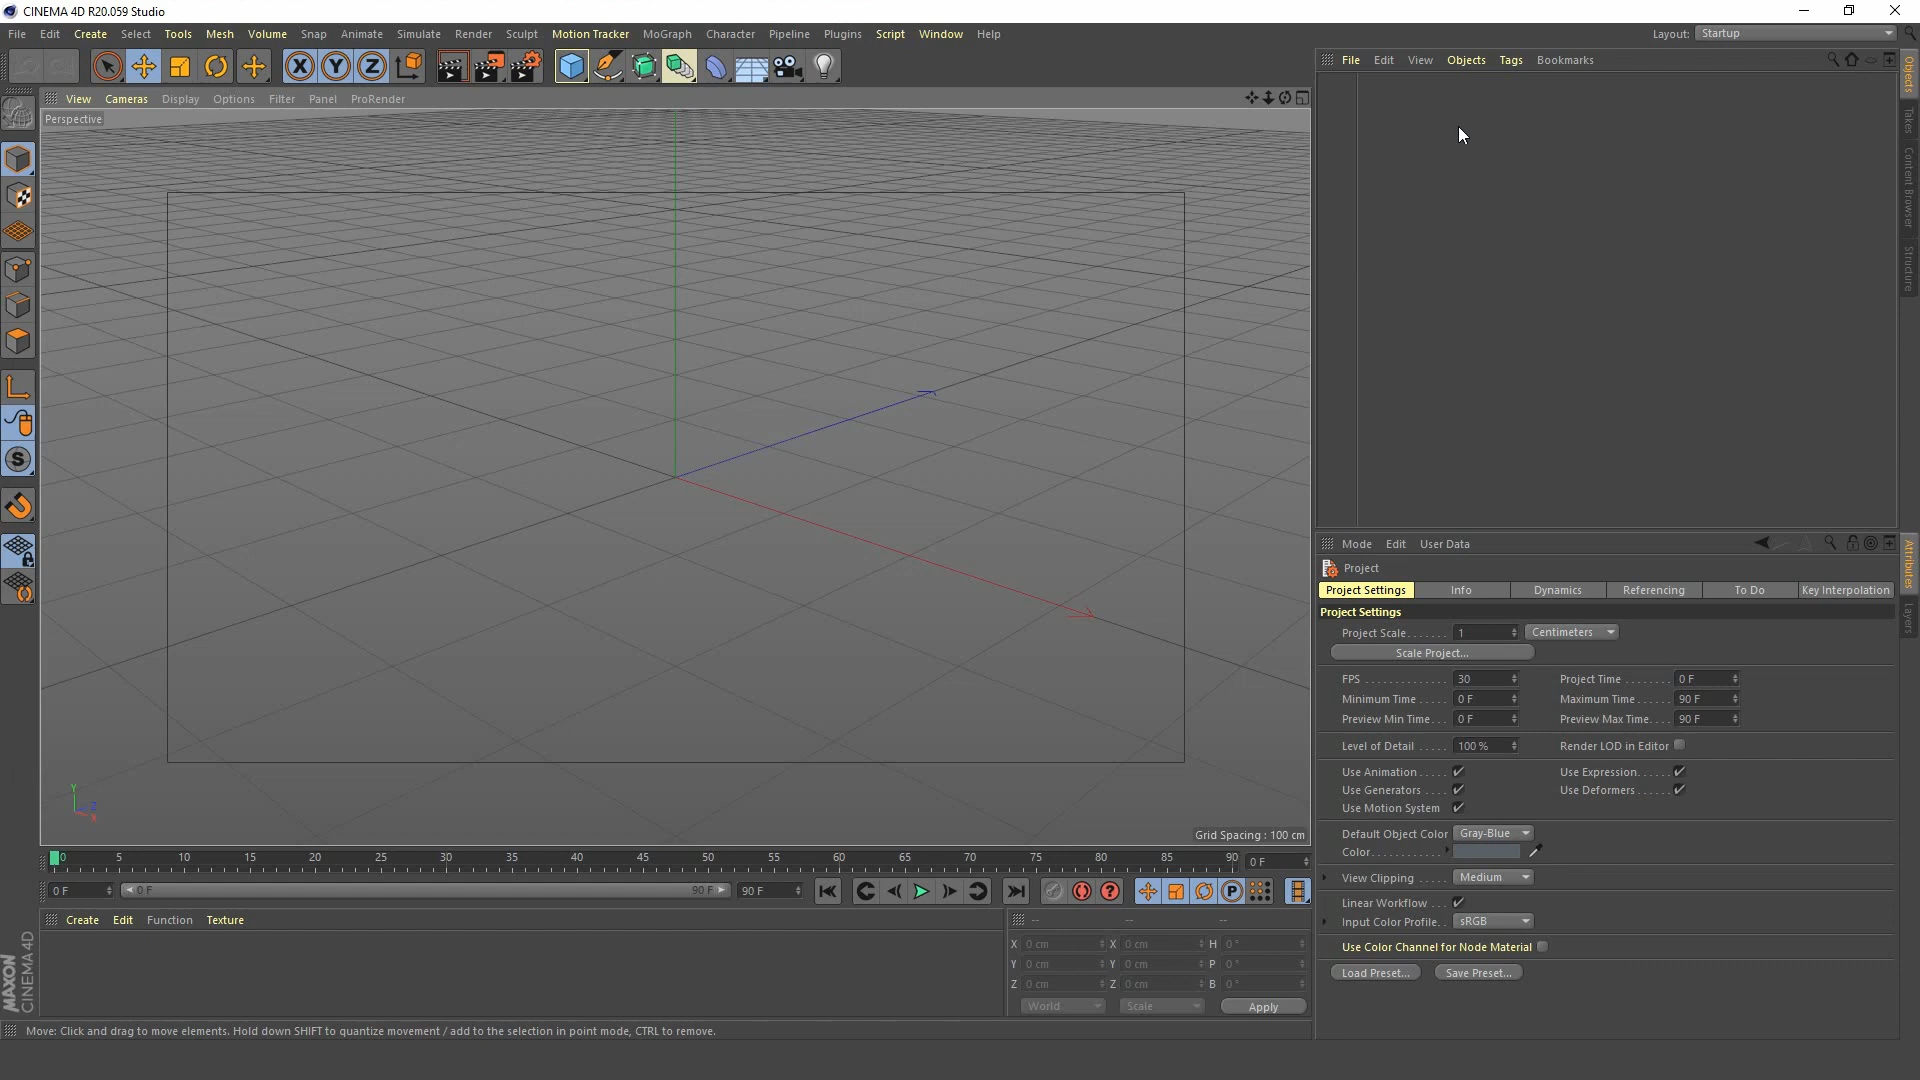 CINEMA 4D R20.059 Studio
File Edit Create Select Tools Mesh Volume Snap Animate Simulate Render Sculpt Motion Tracker MoGraph Character Pipeline Plugins Script Window Help
Layout: Startup
File Edit View Objects Tags Bookmarks
View Cameras Display Options Filter Panel ProRender
Perspective
Objects
Takes
Content Browser
Structure
Mode Edit User Data
Project
Project Settings Info Dynamics Referencing To Do Key Interpolation
Project Settings
Project Scale....... 1 Centimeters
Scale Project...
FPS ............. 30 Project Time ........ 0 F
Minimum Time ..... 0 F Maximum Time ..... 90 F
Preview Min Time... 0 F Preview Max Time.... 90 F
Level of Detail ..... 100 % Render LOD in Editor
Use Animation ..... Use Expression......
Use Generators .... Use Deformers ......
Use Motion System
Default Object Color Gray-Blue
Color............
View Clipping ..... Medium
Linear Workflow ...
Input Color Profile.. sRGB
Use Color Channel for Node Material
Load Preset... Save Preset...
Attributes
Layers
Y
Z
X
Grid Spacing : 100 cm
0 5 10 15 20 25 30 35 40 45 50 55 60 65 70 75 80 85 90 0 F
0 F 0 F 90 F 90 F
Create Edit Function Texture
-- -- --
X 0 cm X 0 cm H 0 °
Y 0 cm Y 0 cm P 0 °
Z 0 cm Z 0 cm B 0 °
World Scale Apply
MAXON
CINEMA 4D
Move: Click and drag to move elements. Hold down SHIFT to quantize movement / add to the selection in point mode, CTRL to remove.